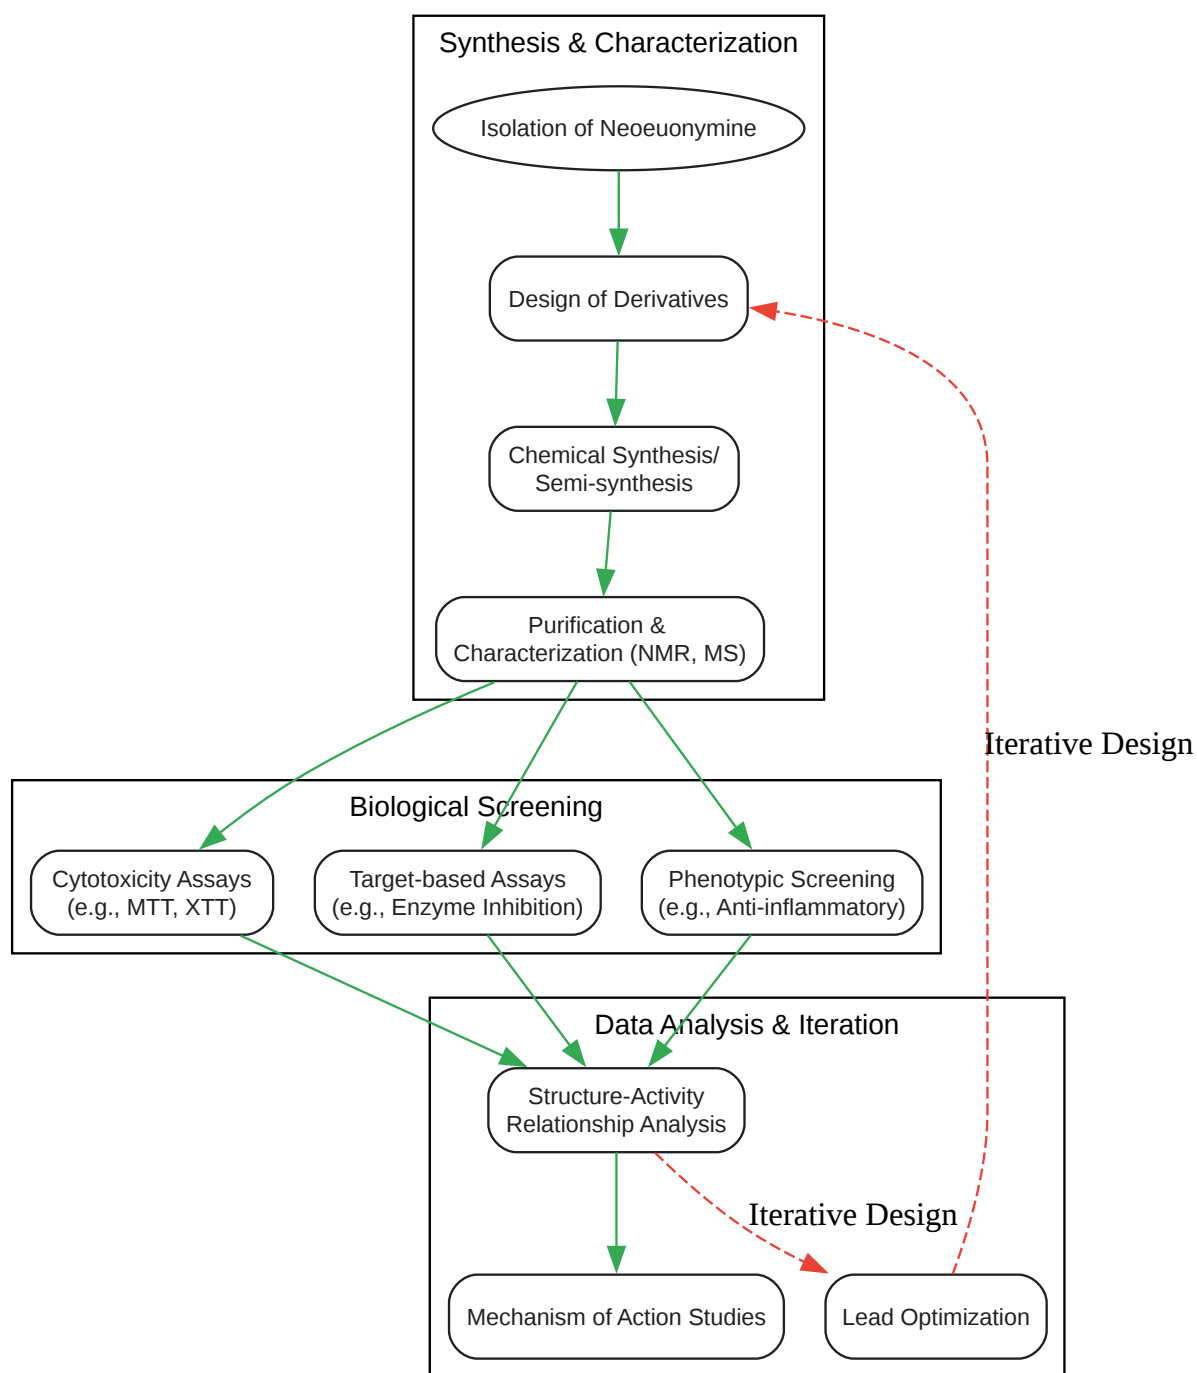 Synthesis & Characterization
Isolation of Neoeuonymine
Design of Derivatives
Chemical Synthesis/
Semi-synthesis
Purification &
Characterization (NMR, MS)
Iterative Design
Biological Screening
Cytotoxicity Assays
(e.g., MTT, XTT)
Target-based Assays
(e.g., Enzyme Inhibition)
Phenotypic Screening
(e.g., Anti-inflammatory)
Data Analysis & Iteration
Structure-Activity
Relationship Analysis
Iterative Design
Mechanism of Action Studies
Lead Optimization